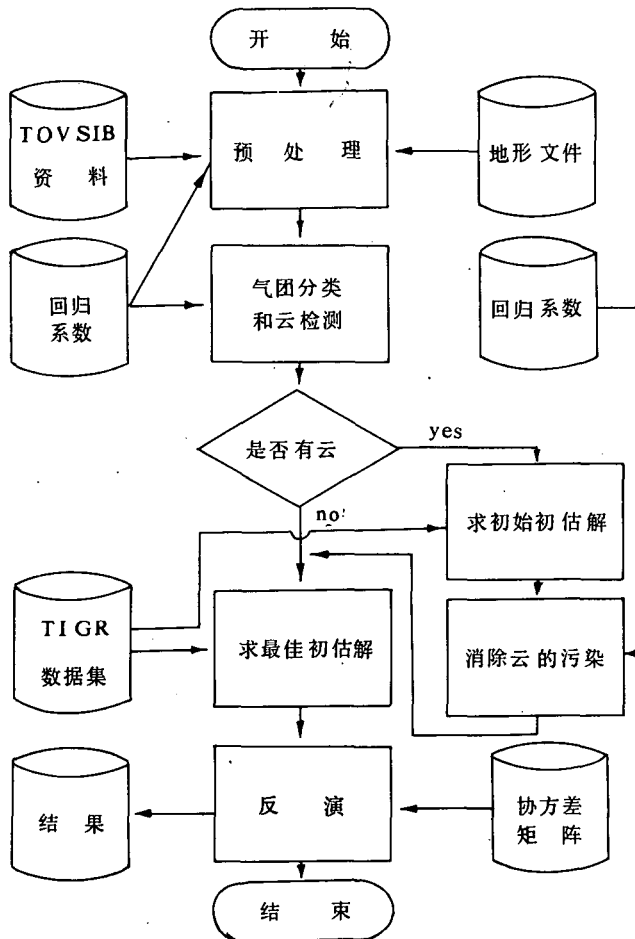 开 始
TOVSIB
资 料
预 处 理
地形文件
回归
系数
气团分类
和云检测
回归系数
是否有云
yes
no
求初始初估解
TIGR
数据集
求最佳初估解
消除云的污染
结 果
反 演
协方差
矩 阵
结 束